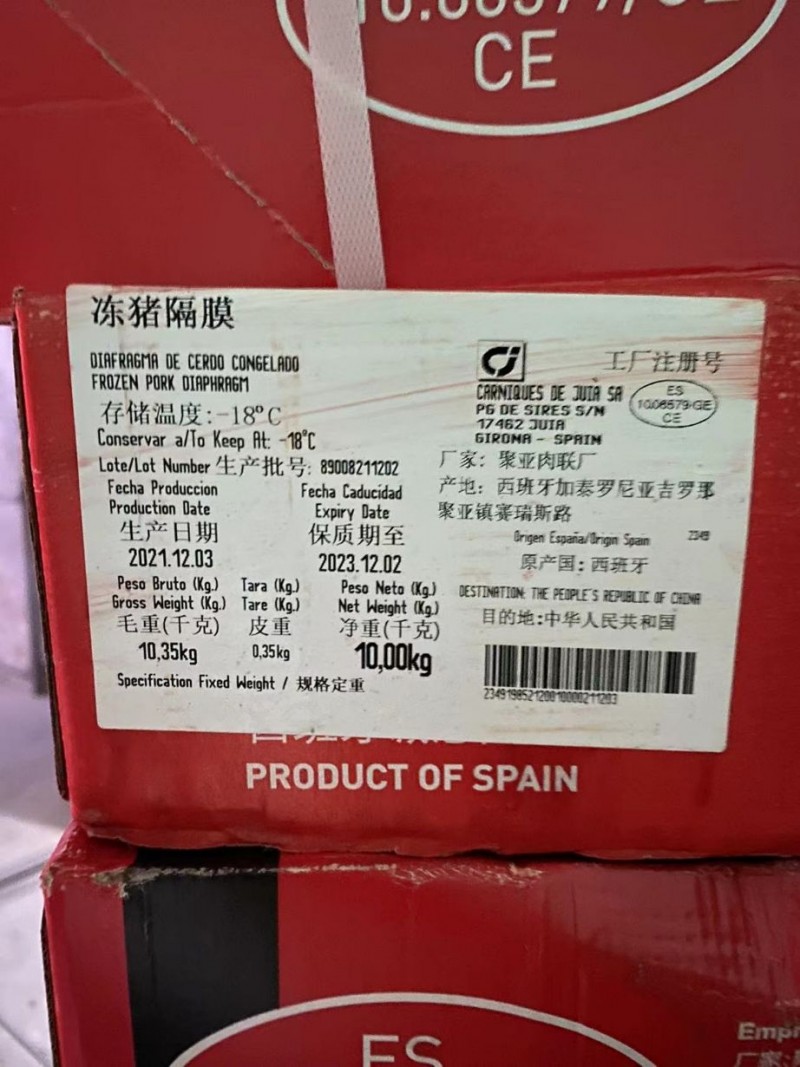 CE
冻猪隔膜
DIAFRAGMA DE CERDO CONGELADO
FROZEN PORK DIAPHRAGM
存储温度:-18ºC
Conservar a/To Keep At: -18ºC
Lote/Lot Number 生产批号: 89008211202
Fecha Produccion
Production Date
生产日期
2021.12.03
Fecha Caducidad
Expiry Date
保质期至
2023.12.02
Peso Bruto (Kg.)
Gross Weight (Kg.)
毛重(千克)
10,35kg
Tara (Kg.)
Tare (Kg.)
皮重
0,35kg
Peso Neto (Kg.)
Net Weight (Kg.)
净重(千克)
10,00kg
Specification Fixed Weight / 规格定重
工厂注册号
CARNIQUES DE JUIÀ SA
PG DE SIRES S/N
17462 JUIA
GIRONA - SPAIN
ES
10.06579/GE
CE
厂家: 聚亚肉联厂
产地: 西班牙加泰罗尼亚吉罗那
聚亚镇赛瑞斯路
Origen España/Origin Spain
2349
原产国: 西班牙
DESTINATION: THE PEOPLE'S REPUBLIC OF CHINA
目的地:中华人民共和国
PRODUCT OF SPAIN
ES
厂家: